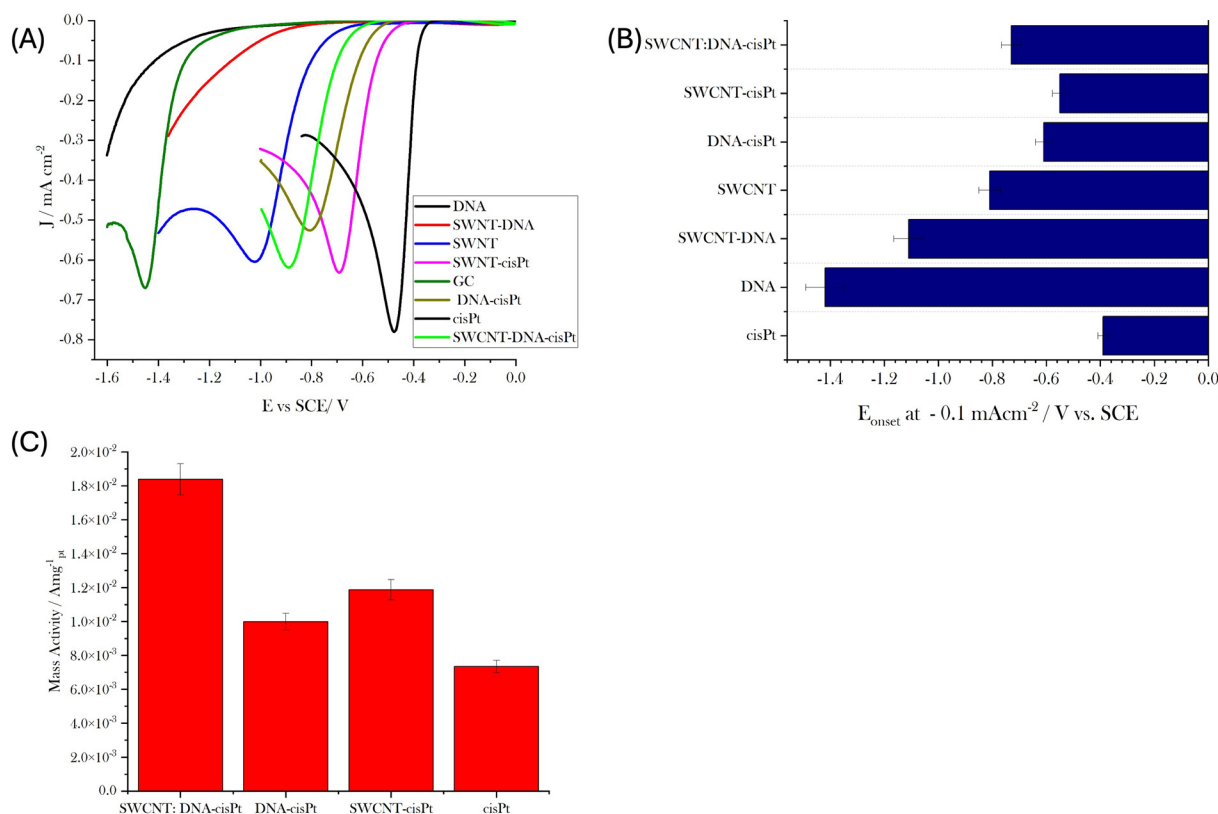 (A)
0.0
-0.1
-0.2
-0.3
-0.4
-0.5
-0.6
-0.7
-0.8
J / mA cm-2
-1.6 -1.4 -1.2 -1.0 -0.8 -0.6 -0.4 -0.2 0.0
E vs SCE/ V
DNA
SWNT-DNA
SWNT
SWNT-cisPt
GC
DNA-cisPt
cisPt
SWCNT-DNA-cisPt
(B)
SWCNT:DNA-cisPt
SWCNT-cisPt
DNA-cisPt
SWCNT
SWCNT-DNA
DNA
cisPt
-1.4 -1.2 -1.0 -0.8 -0.6 -0.4 -0.2 0.0
Eonset at - 0.1 mAcm-2 / V vs. SCE
(C)
2.0×10-2
1.8×10-2
1.6×10-2
1.4×10-2
1.2×10-2
1.0×10-2
8.0×10-3
6.0×10-3
4.0×10-3
2.0×10-3
0.0
Mass Activity / Amg-1pt
SWCNT: DNA-cisPt DNA-cisPt SWCNT-cisPt cisPt